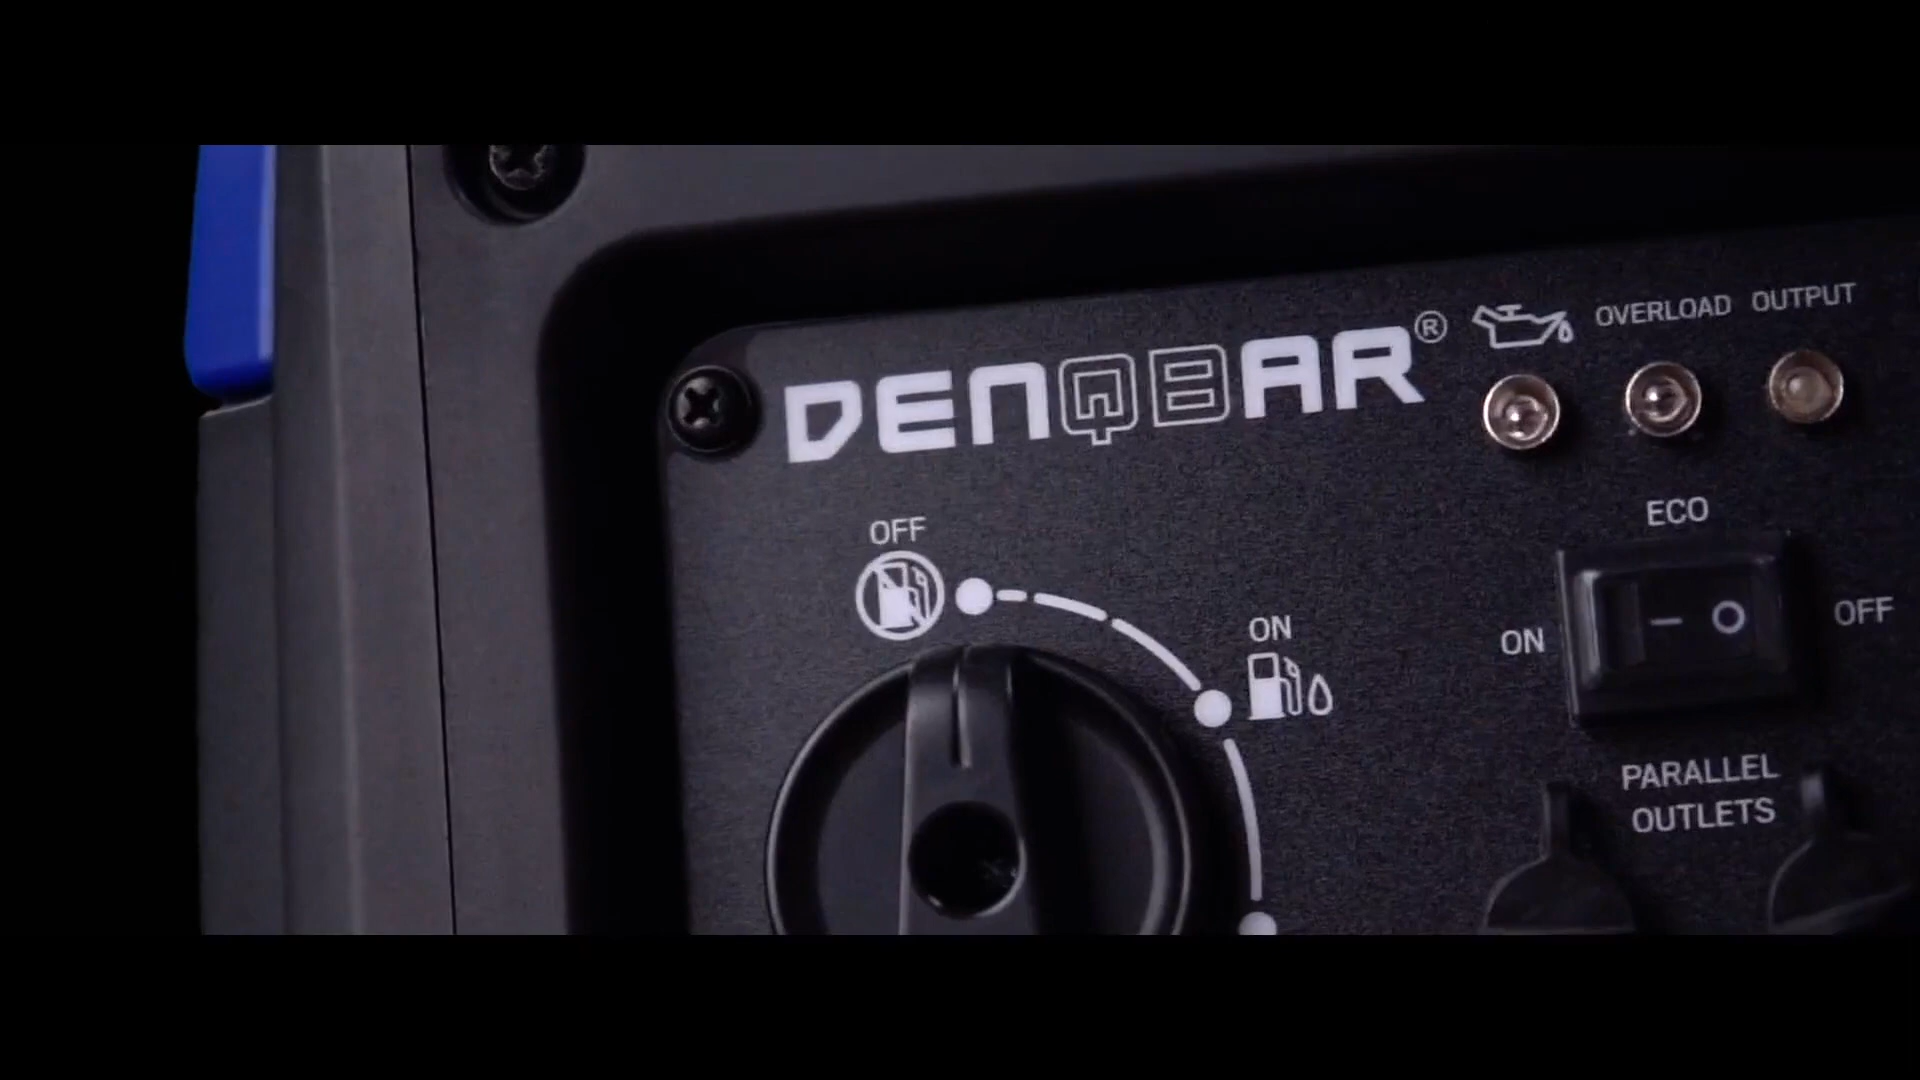 DENQBAR®
OVERLOAD OUTPUT
OFF
ECO
ON
ON
OFF
PARALLEL
OUTLETS